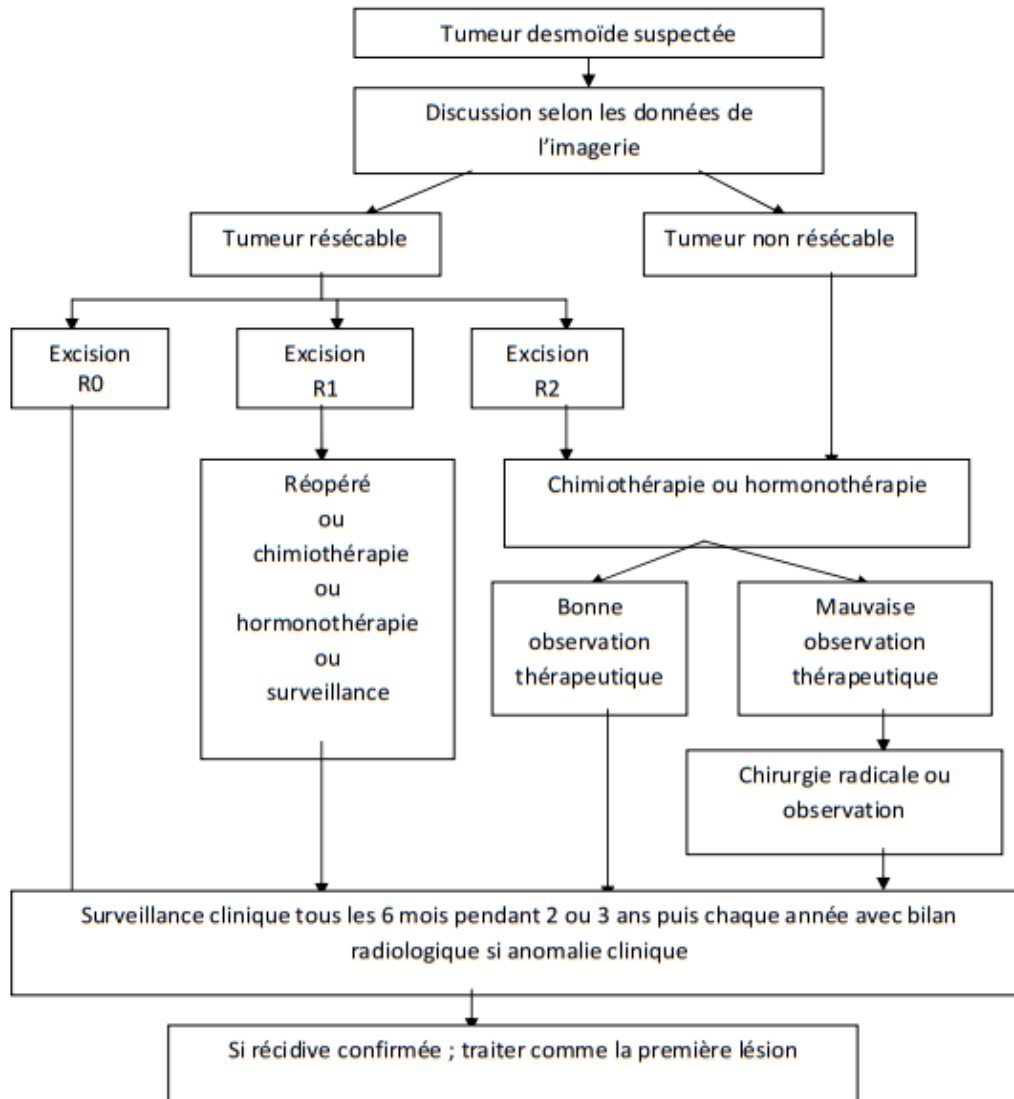 Tumeur desmoïde suspectée
Discussion selon les données de
l'imagerie
Tumeur résécable
Tumeur non résécable
Excision
R0
Excision
R1
Excision
R2
Réopéré
ou
chimiothérapie
ou
hormonothérapie
ou
surveillance
Chimiothérapie ou hormonothérapie
Bonne
observation
thérapeutique
Mauvaise
observation
thérapeutique
Chirurgie radicale ou
observation
Surveillance clinique tous les 6 mois pendant 2 ou 3 ans puis chaque année avec bilan
radiologique si anomalie clinique
Si récidive confirmée ; traiter comme la première lésion